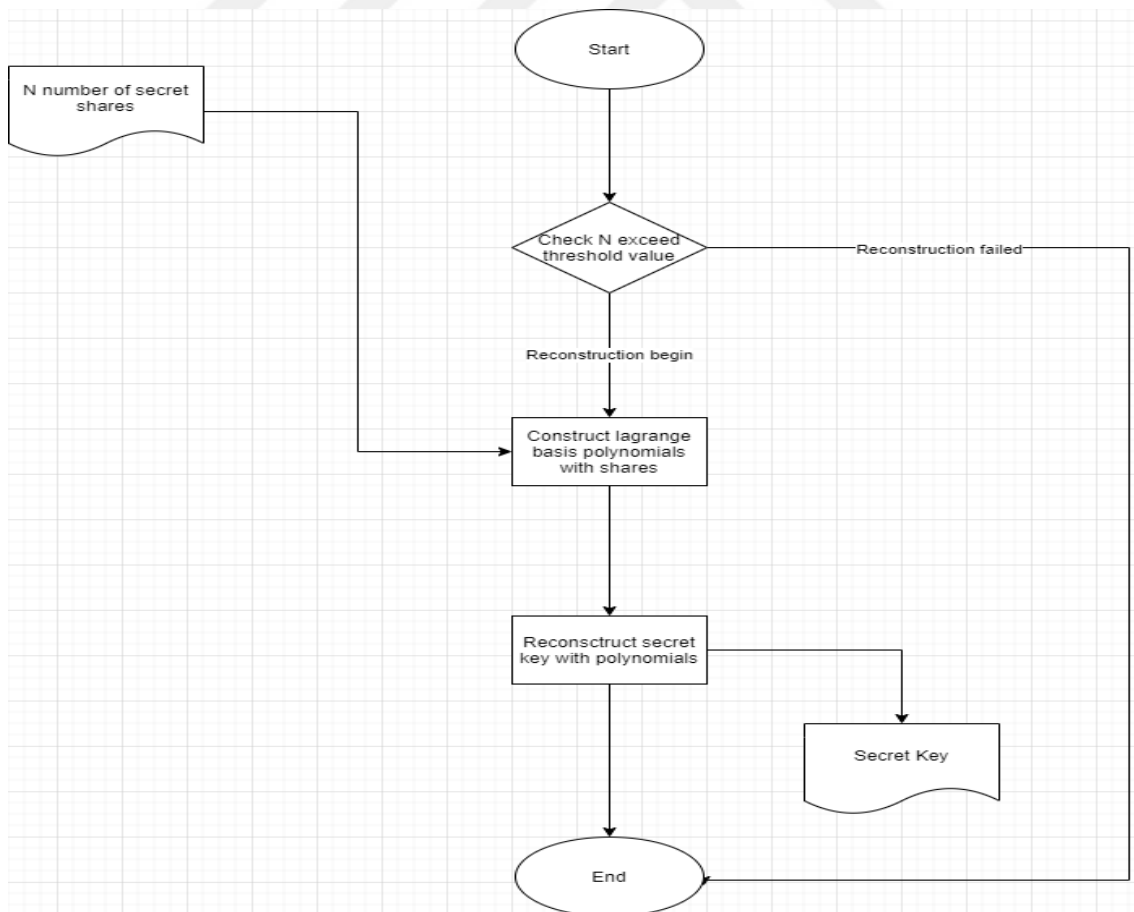 Start
N number of secret
shares
Check N exceed
threshold value
Reconstruction failed
Reconstruction begin
Construct lagrange
basis polynomials
with shares
Reconsctruct secret
key with polynomials
Secret Key
End